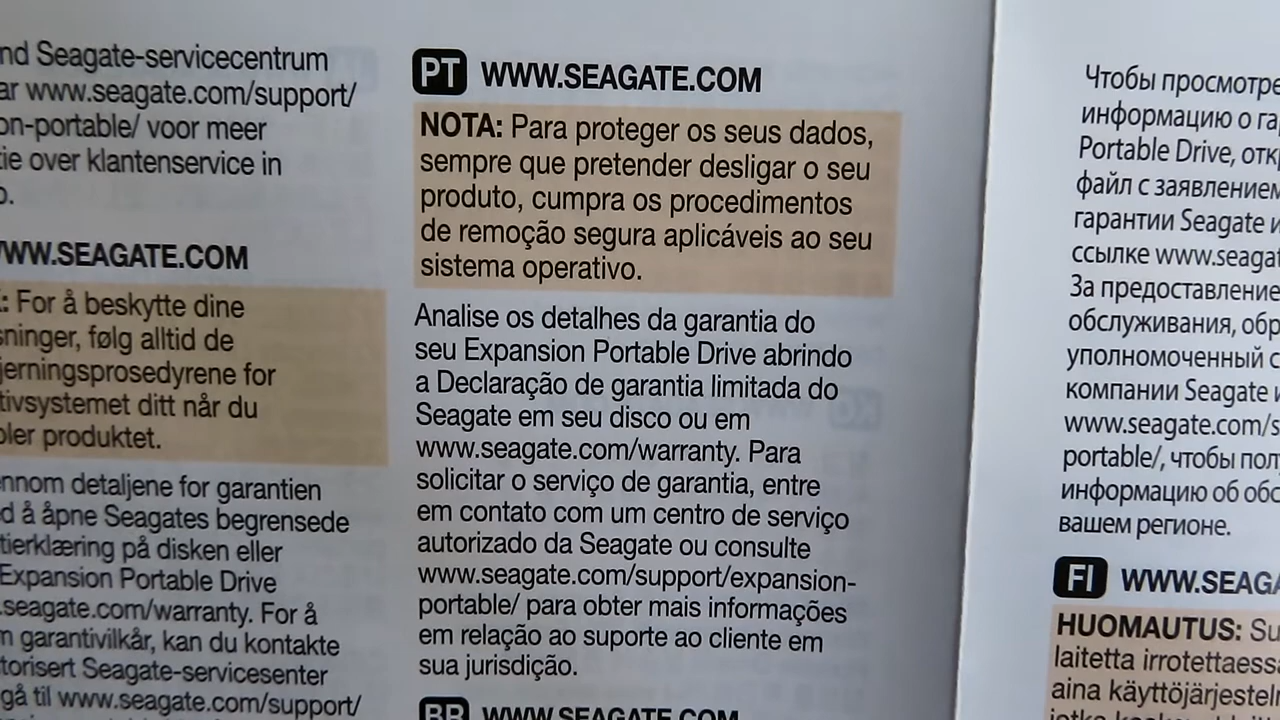 nd Seagate-servicecentrum
ar www.seagate.com/support/
on-portable/ voor meer
tie over klantenservice in
o.
WWW.SEAGATE.COM
: For å beskytte dine
sninger, følg alltid de
jerningsprosedyrene for
tivsystemet ditt når du
bler produktet.
ennom detaljene for garantien
d å åpne Seagates begrensede
tierklæring på disken eller
Expansion Portable Drive
.seagate.com/warranty. For å
m garantivilkår, kan du kontakte
torisert Seagate-servicesenter
gå til www.seagate.com/support/
PT WWW.SEAGATE.COM
NOTA: Para proteger os seus dados,
sempre que pretender desligar o seu
produto, cumpra os procedimentos
de remoção segura aplicáveis ao seu
sistema operativo.
Analise os detalhes da garantia do
seu Expansion Portable Drive abrindo
a Declaração de garantia limitada do
Seagate em seu disco ou em
www.seagate.com/warranty. Para
solicitar o serviço de garantia, entre
em contato com um centro de serviço
autorizado da Seagate ou consulte
www.seagate.com/support/expansion-
portable/ para obter mais informações
em relação ao suporte ao cliente em
sua jurisdição.
BR WWW.SEAGATE.COM
Чтобы просмотре
информацию о га
Portable Drive, откр
файл с заявлением
гарантии Seagate и
ссылке www.seagat
За предоставление
обслуживания, обр
уполномоченный с
компании Seagate и
www.seagate.com/s
portable/, чтобы пол
информацию об обс
вашем регионе.
FI WWW.SEAGA
HUOMAUTUS: Su
laitetta irrotettaessa
aina käyttöjärjesteln